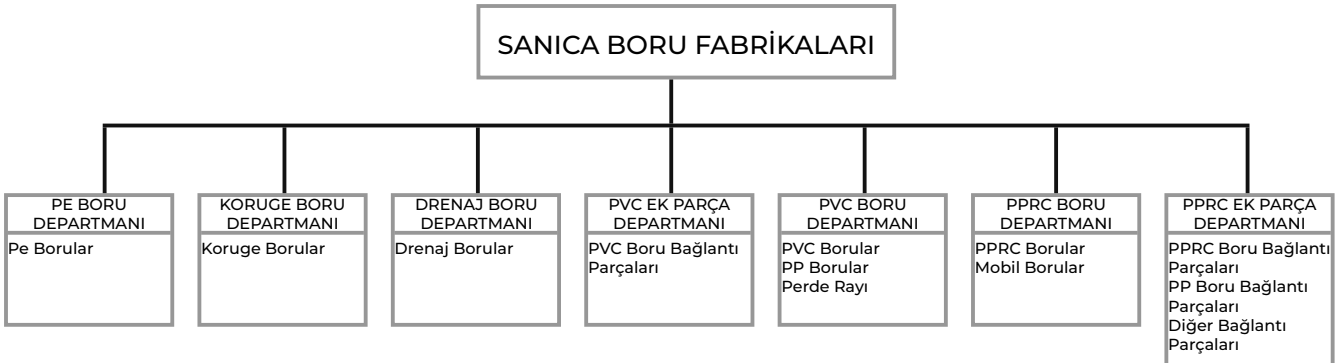 SANICA BORU FABRİKALARI
PE BORU
DEPARTMANI
Pe Borular
KORUGE BORU
DEPARTMANI
Koruge Borular
DRENAJ BORU
DEPARTMANI
Drenaj Borular
PVC EK PARÇA
DEPARTMANI
PVC Boru Bağlantı
Parçaları
PVC BORU
DEPARTMANI
PVC Borular
PP Borular
Perde Rayı
PPRC BORU
DEPARTMANI
PPRC Borular
Mobil Borular
PPRC EK PARÇA
DEPARTMANI
PPRC Boru Bağlantı
Parçaları
PP Boru Bağlantı
Parçaları
Diğer Bağlantı
Parçaları